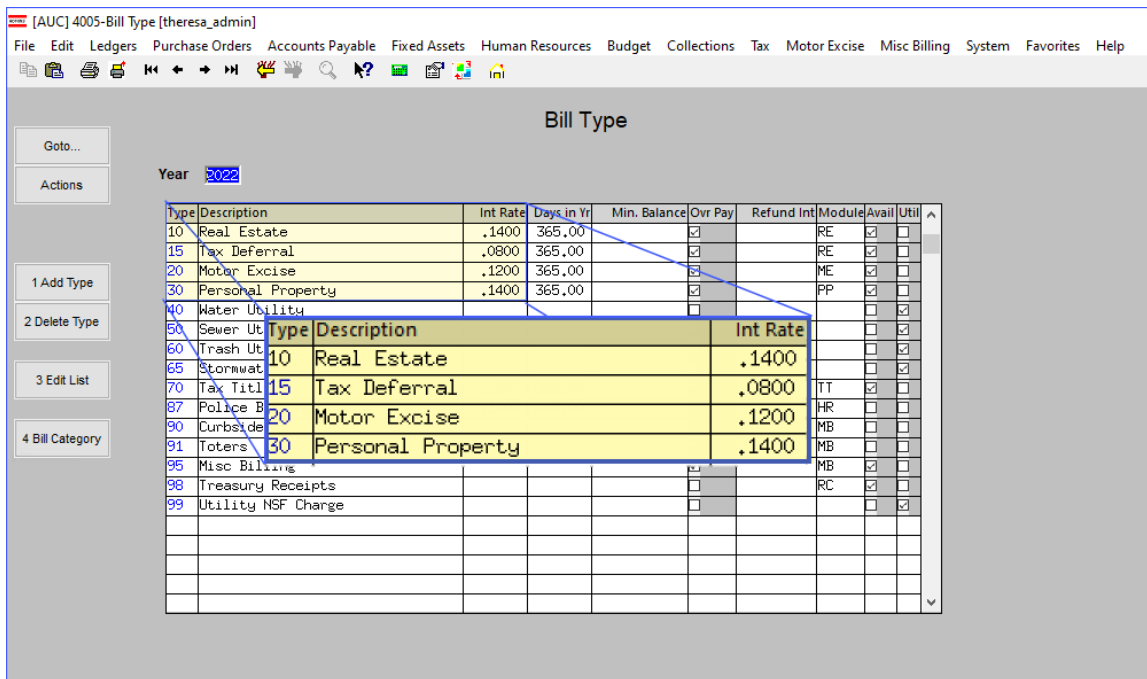 [AUC] 4005-Bill Type [theresa_admin]
File Edit Ledgers Purchase Orders Accounts Payable Fixed Assets Human Resources Budget Collections Tax Motor Excise Misc Billing System Favorites Help
Bill Type
Goto...
Actions
Year 2022
1 Add Type
2 Delete Type
3 Edit List
4 Bill Category
Type Description Int Rate Days in Yr Min. Balance Ovr Pay Refund Int Module Avail Util
10 Real Estate .1400 365.00 RE
15 Tax Deferral .0800 365.00 RE
20 Motor Excise .1200 365.00 ME
30 Personal Property .1400 365.00 PP
40 Water Utility
50 Sewer Ut
60 Trash Ut
65 Stormwat
70 Tax Titl TT
87 Police B HR
90 Curbside MB
91 Toters MB
95 Misc Billing MB
98 Treasury Receipts RC
99 Utility NSF Charge
Type Description Int Rate
10 Real Estate .1400
15 Tax Deferral .0800
20 Motor Excise .1200
30 Personal Property .1400